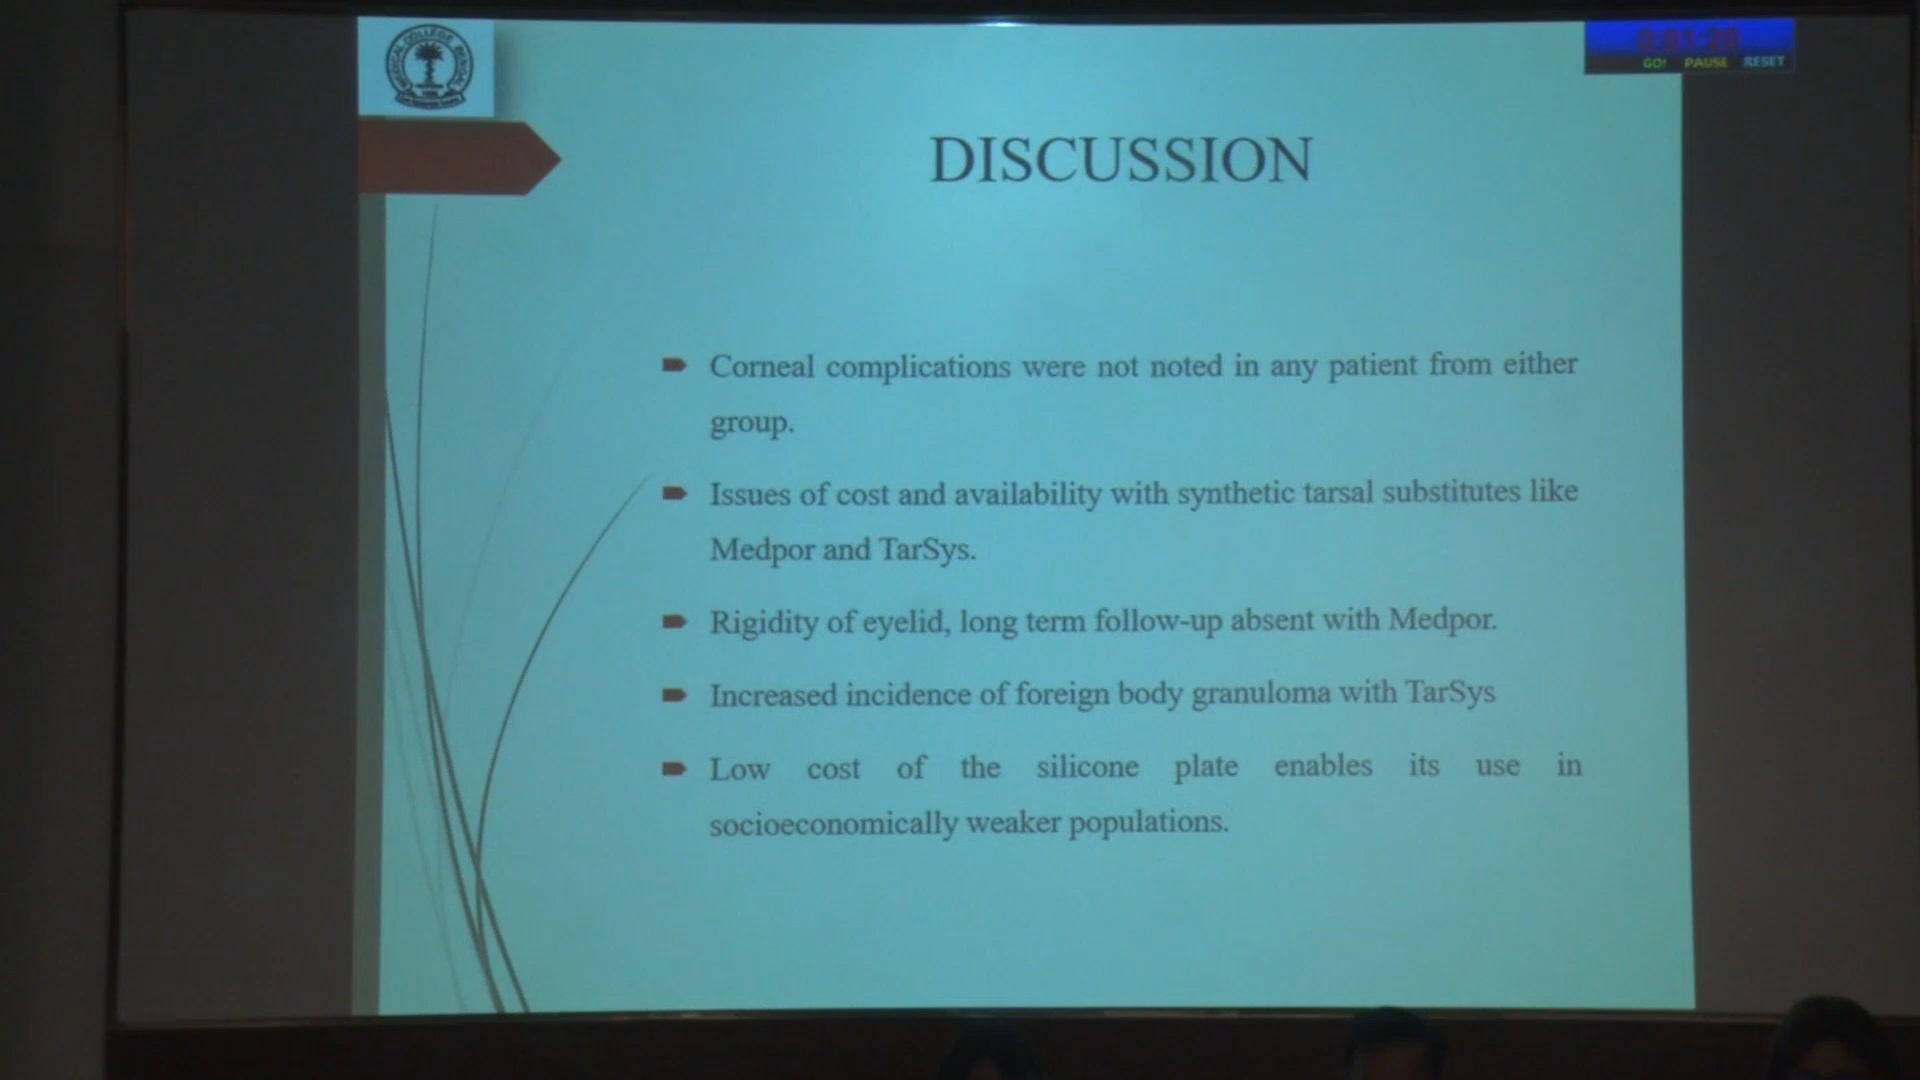 MEDICAL COLLEGE BENGAL
GO! PAUSE RESET
DISCUSSION
Corneal complications were not noted in any patient from either
group.
Issues of cost and availability with synthetic tarsal substitutes like
Medpor and TarSys.
Rigidity of eyelid, long term follow-up absent with Medpor.
Increased incidence of foreign body granuloma with TarSys
Low cost of the silicone plate enables its use in
socioeconomically weaker populations.